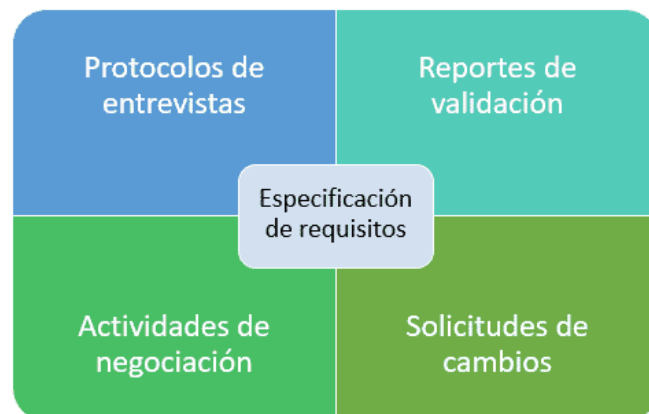 Protocolos de
entrevistas
Reportes de
validación
Especificación
de requisitos
Actividades de
negociación
Solicitudes de
cambios